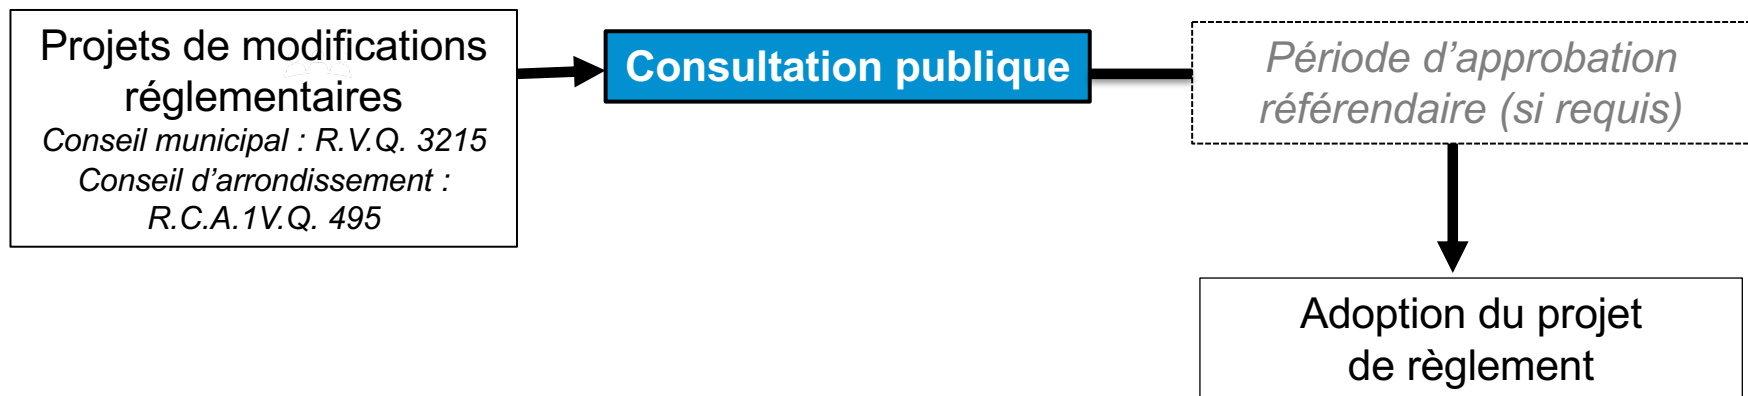 Projets de modifications
réglementaires
Conseil municipal : R.V.Q. 3215
Conseil d'arrondissement :
R.C.A.1V.Q. 495
Consultation publique
Période d'approbation
référendaire (si requis)
Adoption du projet
de règlement